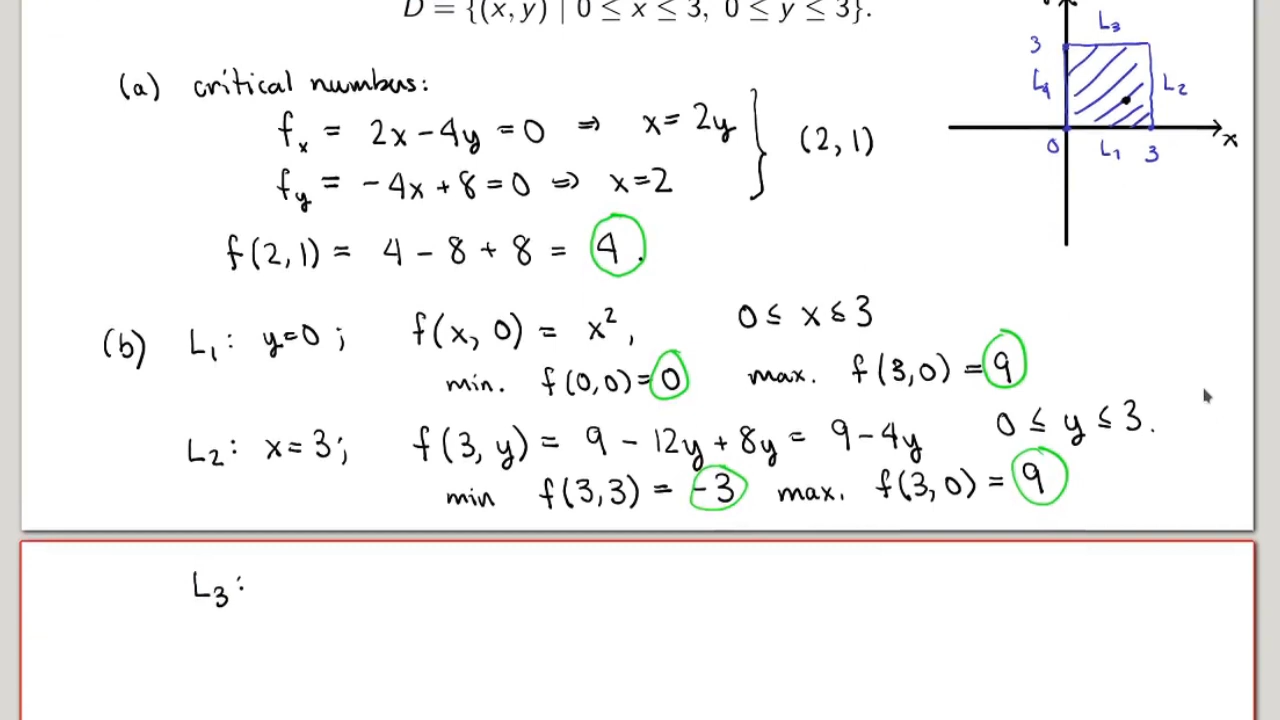 D = {(x, y) | 0 ≤ x ≤ 3, 0 ≤ y ≤ 3}.
(a) critical numbers:
fₓ = 2x − 4y = 0 ⇒ x = 2y
f_y = − 4x + 8 = 0 ⇒ x = 2
} (2, 1)
f(2, 1) = 4 − 8 + 8 = 4.
(b) L₁: y=0; f(x, 0) = x², 0 ≤ x ≤ 3
min. f(0,0) = 0 max. f(3,0) = 9
L₂: x = 3; f(3, y) = 9 − 12y + 8y = 9 − 4y 0 ≤ y ≤ 3.
min f(3,3) = −3 max. f(3,0) = 9
L₃:
L₃
3
L₄
L₂
0
L₁
3
x